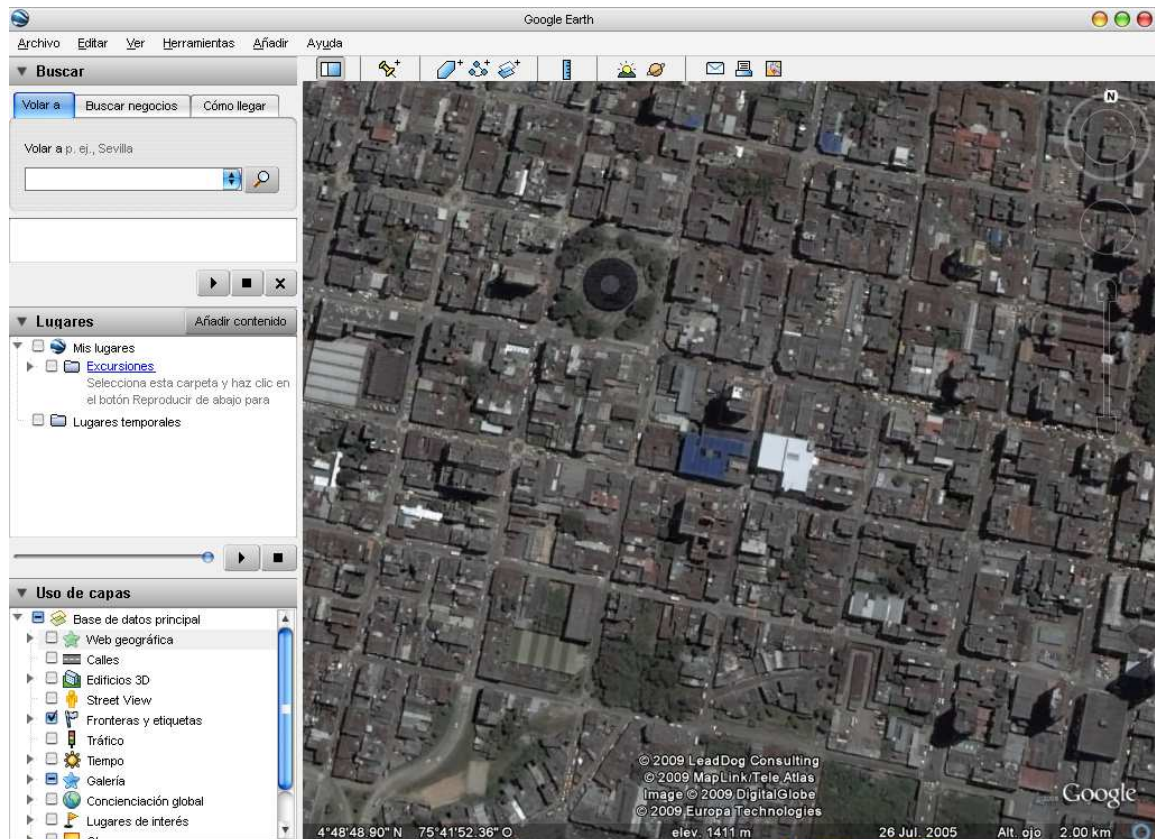 Google Earth
Archivo Editar Ver Herramientas Añadir Ayuda
Buscar
Volar a Buscar negocios Cómo llegar
Volar a p. ej., Sevilla
Lugares Añadir contenido
Mis lugares
Excursiones
Selecciona esta carpeta y haz clic en
el botón Reproducir de abajo para
Lugares temporales
Uso de capas
Base de datos principal
Web geográfica
Calles
Edificios 3D
Street View
Fronteras y etiquetas
Tráfico
Tiempo
Galería
Concienciación global
Lugares de interés
N
© 2009 LeadDog Consulting
© 2009 MapLink/Tele Atlas
Image © 2009 DigitalGlobe
© 2009 Europa Technologies
Google
4°48'48.90" N 75°41'52.36" O elev. 1411 m 26 Jul. 2005 Alt. ojo 2.00 km